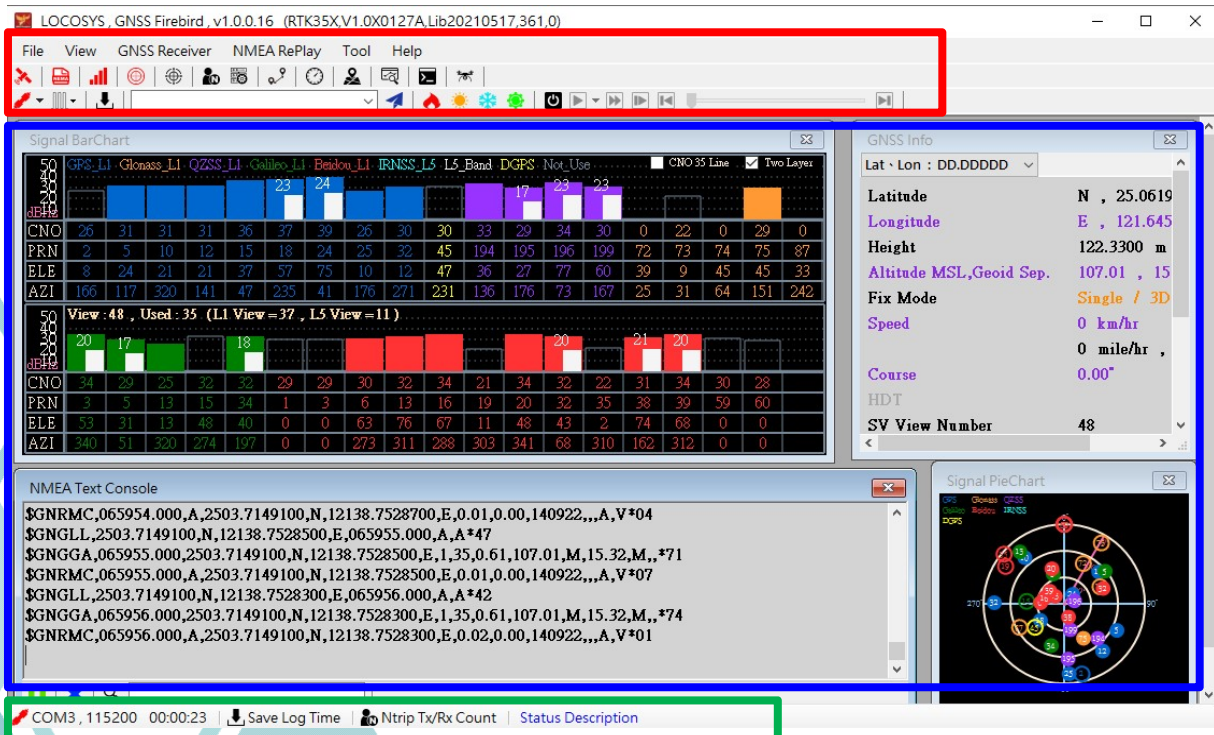 LOCOSYS , GNSS Firebird , v1.0.0.16 (RTK35X,V1.0X0127A,Lib20210517,361,0)
File View GNSS Receiver NMEA RePlay Tool Help
Signal BarChart
GPS_L1 Glonass_L1 QZSS_L1 Galileo_L1 Beidou_L1 IRNSS_L5 L5_Band DGPS Not_Use CNO 35 Line Two Layer
50
23 24 17 23 23
dBHz
CNO 26 31 31 31 36 37 39 26 30 30 33 29 34 30 0 22 0 29 0
PRN 2 5 10 12 15 18 24 25 32 45 194 195 196 199 72 73 74 75 87
ELE 8 24 21 21 37 57 75 10 12 47 36 27 77 60 39 9 45 45 33
AZI 166 117 320 141 47 235 41 176 271 231 136 176 73 167 25 31 64 151 242
View :48 , Used : 35 (L1 View = 37 , L5 View = 11 )
50
20 17 18 20 21 20
dBHz
CNO 34 29 25 32 32 29 29 30 32 34 21 34 32 22 31 34 30 28
PRN 3 5 13 15 34 1 3 6 13 16 19 20 32 35 38 39 59 60
ELE 53 31 13 48 40 0 0 63 76 67 11 48 43 2 74 68 0 0
AZI 340 51 320 274 197 0 0 273 311 288 303 341 68 310 162 312 0 0
GNSS Info
Lat、Lon : DD.DDDDD
Latitude N , 25.0619
Longitude E , 121.645
Height 122.3300 m
Altitude MSL,Geoid Sep. 107.01 , 15
Fix Mode Single / 3D
Speed 0 km/hr
0 mile/hr ,
Course 0.00°
HDT
SV View Number 48
NMEA Text Console
$GNRMC,065954.000,A,2503.7149100,N,12138.7528700,E,0.01,0.00,140922,,,A,V*04
$GNGLL,2503.7149100,N,12138.7528500,E,065955.000,A,A*47
$GNGGA,065955.000,2503.7149100,N,12138.7528500,E,1,35,0.61,107.01,M,15.32,M,,*71
$GNRMC,065955.000,A,2503.7149100,N,12138.7528500,E,0.01,0.00,140922,,,A,V*07
$GNGLL,2503.7149100,N,12138.7528300,E,065956.000,A,A*42
$GNGGA,065956.000,2503.7149100,N,12138.7528300,E,1,35,0.61,107.01,M,15.32,M,,*74
$GNRMC,065956.000,A,2503.7149100,N,12138.7528300,E,0.02,0.00,140922,,,A,V*01
Signal PieChart
GPS Glonass QZSS
Galileo Beidou IRNSS
DGPS
270° 90°
COM3 , 115200 00:00:23 Save Log Time Ntrip Tx/Rx Count Status Description